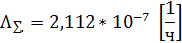 Λ_Σ. = 2,112 * 10⁻⁷ [1/ч]